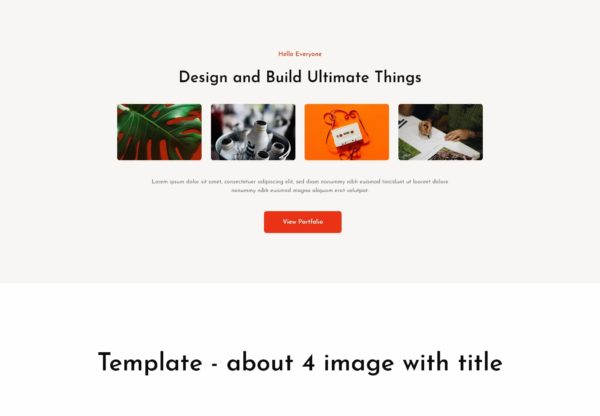 Hello Everyone
Design and Build Ultimate Things
Lorem ipsum dolor sit amet, consectetuer adipiscing elit, sed diam nonummy nibh euismod tincidunt ut laoreet dolore
nonummy nibh euismod magna aliquam erat volutpat.
View Portfolio
Template - about 4 image with title